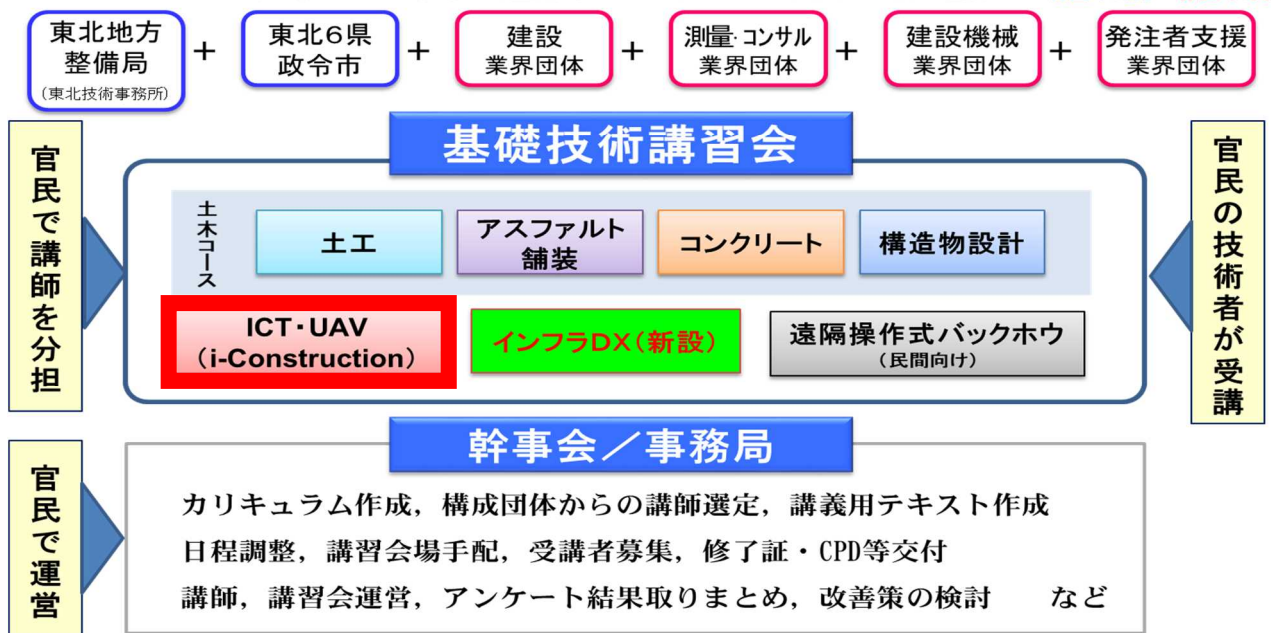 東北地方
整備局
(東北技術事務所)
+
東北6県
政令市
+
建設
業界団体
+
測量・コンサル
業界団体
+
建設機械
業界団体
+
発注者支援
業界団体
官民で講師を分担
基礎技術講習会
官民の技術者が受講
土木コース
土工
アスファルト
舗装
コンクリート
構造物設計
ICT・UAV
(i-Construction)
インフラDX(新設)
遠隔操作式バックホウ
(民間向け)
官民で運営
幹事会/事務局
カリキュラム作成, 構成団体からの講師選定, 講義用テキスト作成
日程調整, 講習会場手配, 受講者募集, 修了証・CPD等交付
講師, 講習会運営, アンケート結果取りまとめ, 改善策の検討 など